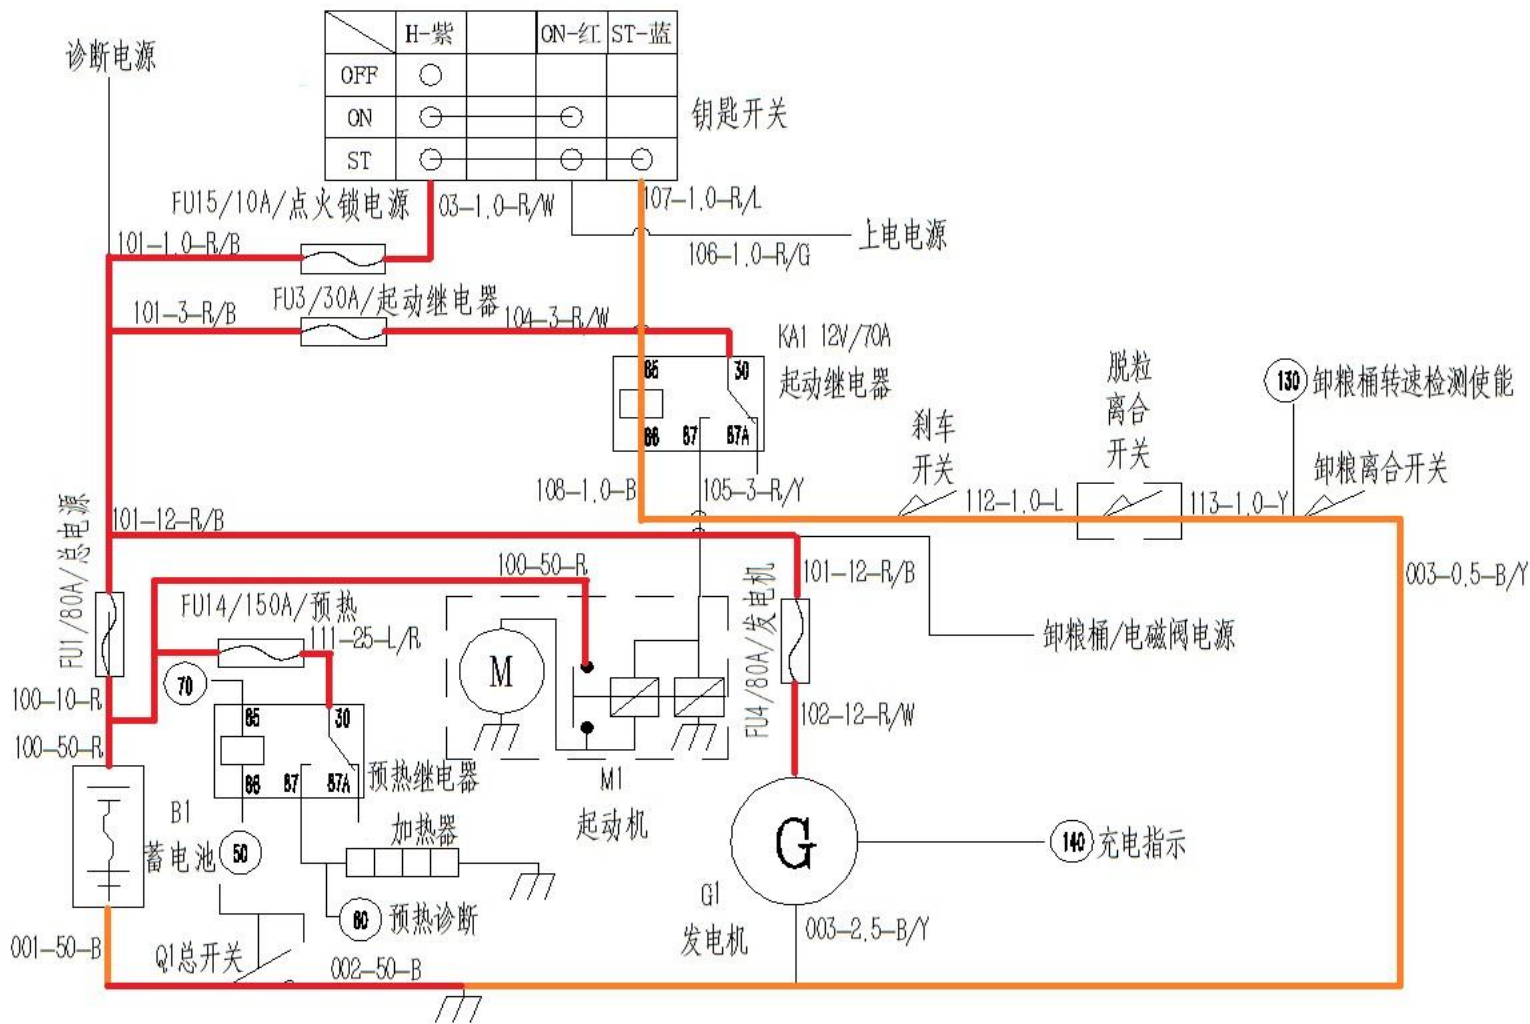 诊断电源
H-紫 ON-红 ST-蓝
OFF
ON
ST
钥匙开关
FU15/10A/点火锁电源
03-1.0-R/W
107-1.0-R/L
101-1.0-R/B
上电电源
106-1.0-R/G
FU3/30A/起动继电器
101-3-R/B
104-3-R/W
KA1 12V/70A
起动继电器
85 30
86 87 87A
脱粒
离合
开关
130 卸粮桶转速检测使能
刹车
开关
卸粮离合开关
108-1.0-B
105-3-R/Y
112-1.0-L
113-1.0-Y
101-12-R/B
FU1/80A/总电源
100-50-R
101-12-R/B
003-0.5-B/Y
FU14/150A/预热
111-25-L/R
FU4/80A/发电机
卸粮桶/电磁阀电源
70
M
100-10-R
85 30
102-12-R/W
100-50-R
86 87 87A
预热继电器
M1
起动机
B1
蓄电池
50
加热器
G
140 充电指示
G1
发电机
60 预热诊断
003-2.5-B/Y
001-50-B
Q1总开关
002-50-B